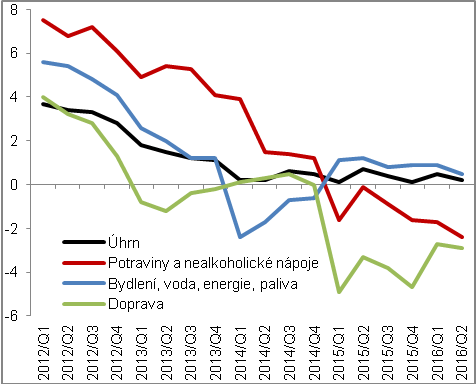 8
6
4
2
0
-2
-4
-6
Úhrn
Potraviny a nealkoholické nápoje
Bydlení, voda, energie, paliva
Doprava
2012/Q1
2012/Q2
2012/Q3
2012/Q4
2013/Q1
2013/Q2
2013/Q3
2013/Q4
2014/Q1
2014/Q2
2014/Q3
2014/Q4
2015/Q1
2015/Q2
2015/Q3
2015/Q4
2016/Q1
2016/Q2